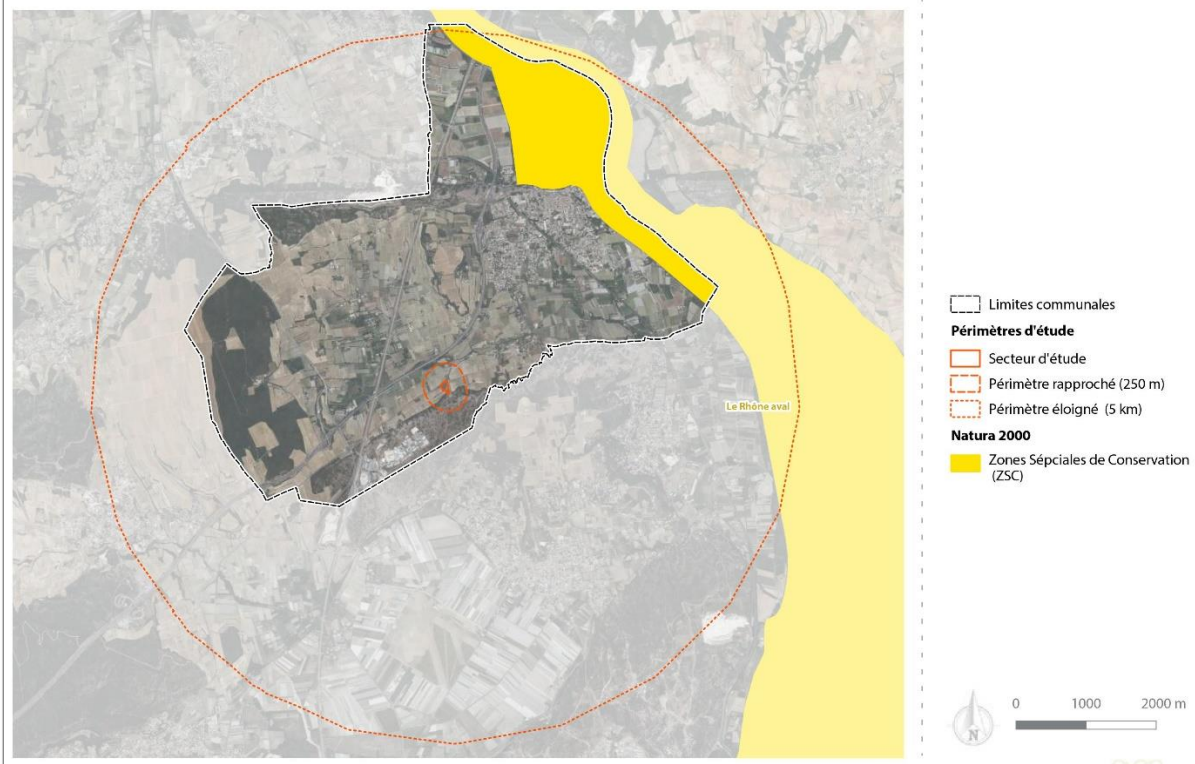 Le Rhône aval
Limites communales
Périmètres d'étude
Secteur d'étude
Périmètre rapproché (250 m)
Périmètre éloigné (5 km)
Natura 2000
Zones Sépciales de Conservation
(ZSC)
0 1000 2000 m
N